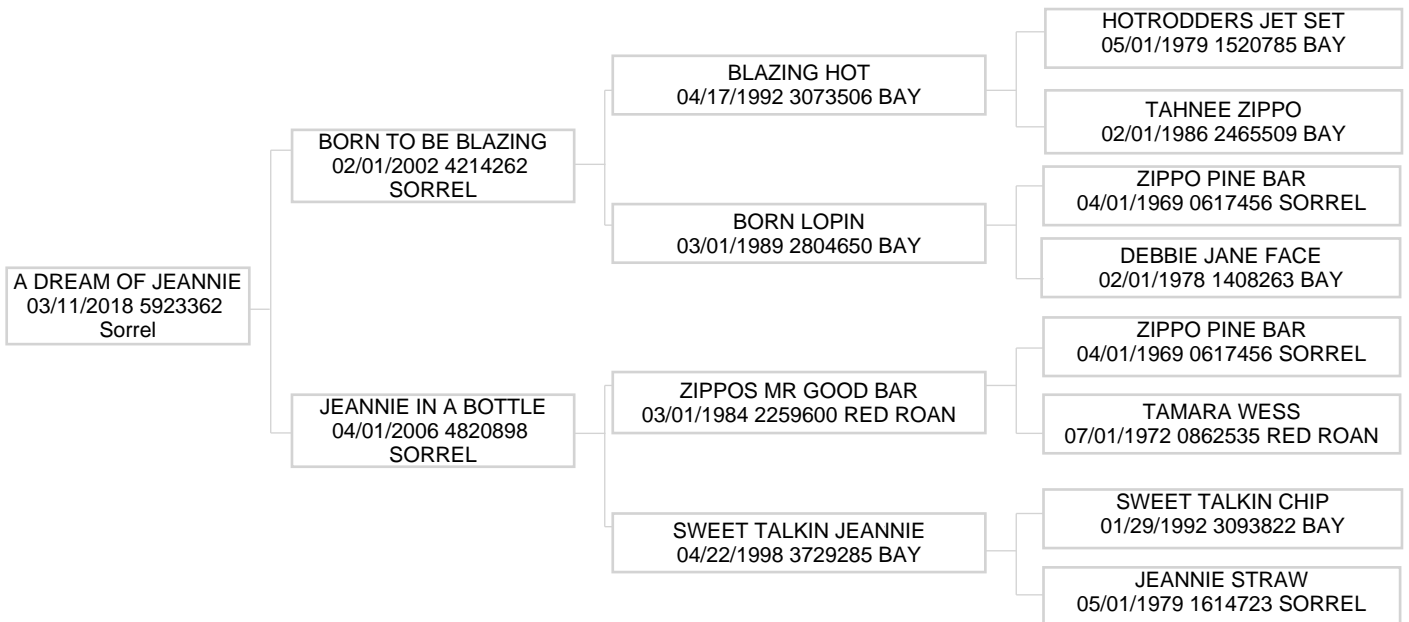 A DREAM OF JEANNIE
03/11/2018 5923362
Sorrel
BORN TO BE BLAZING
02/01/2002 4214262
SORREL
JEANNIE IN A BOTTLE
04/01/2006 4820898
SORREL
BLAZING HOT
04/17/1992 3073506 BAY
BORN LOPIN
03/01/1989 2804650 BAY
ZIPPOS MR GOOD BAR
03/01/1984 2259600 RED ROAN
SWEET TALKIN JEANNIE
04/22/1998 3729285 BAY
HOTRODDERS JET SET
05/01/1979 1520785 BAY
TAHNEE ZIPPO
02/01/1986 2465509 BAY
ZIPPO PINE BAR
04/01/1969 0617456 SORREL
DEBBIE JANE FACE
02/01/1978 1408263 BAY
ZIPPO PINE BAR
04/01/1969 0617456 SORREL
TAMARA WESS
07/01/1972 0862535 RED ROAN
SWEET TALKIN CHIP
01/29/1992 3093822 BAY
JEANNIE STRAW
05/01/1979 1614723 SORREL